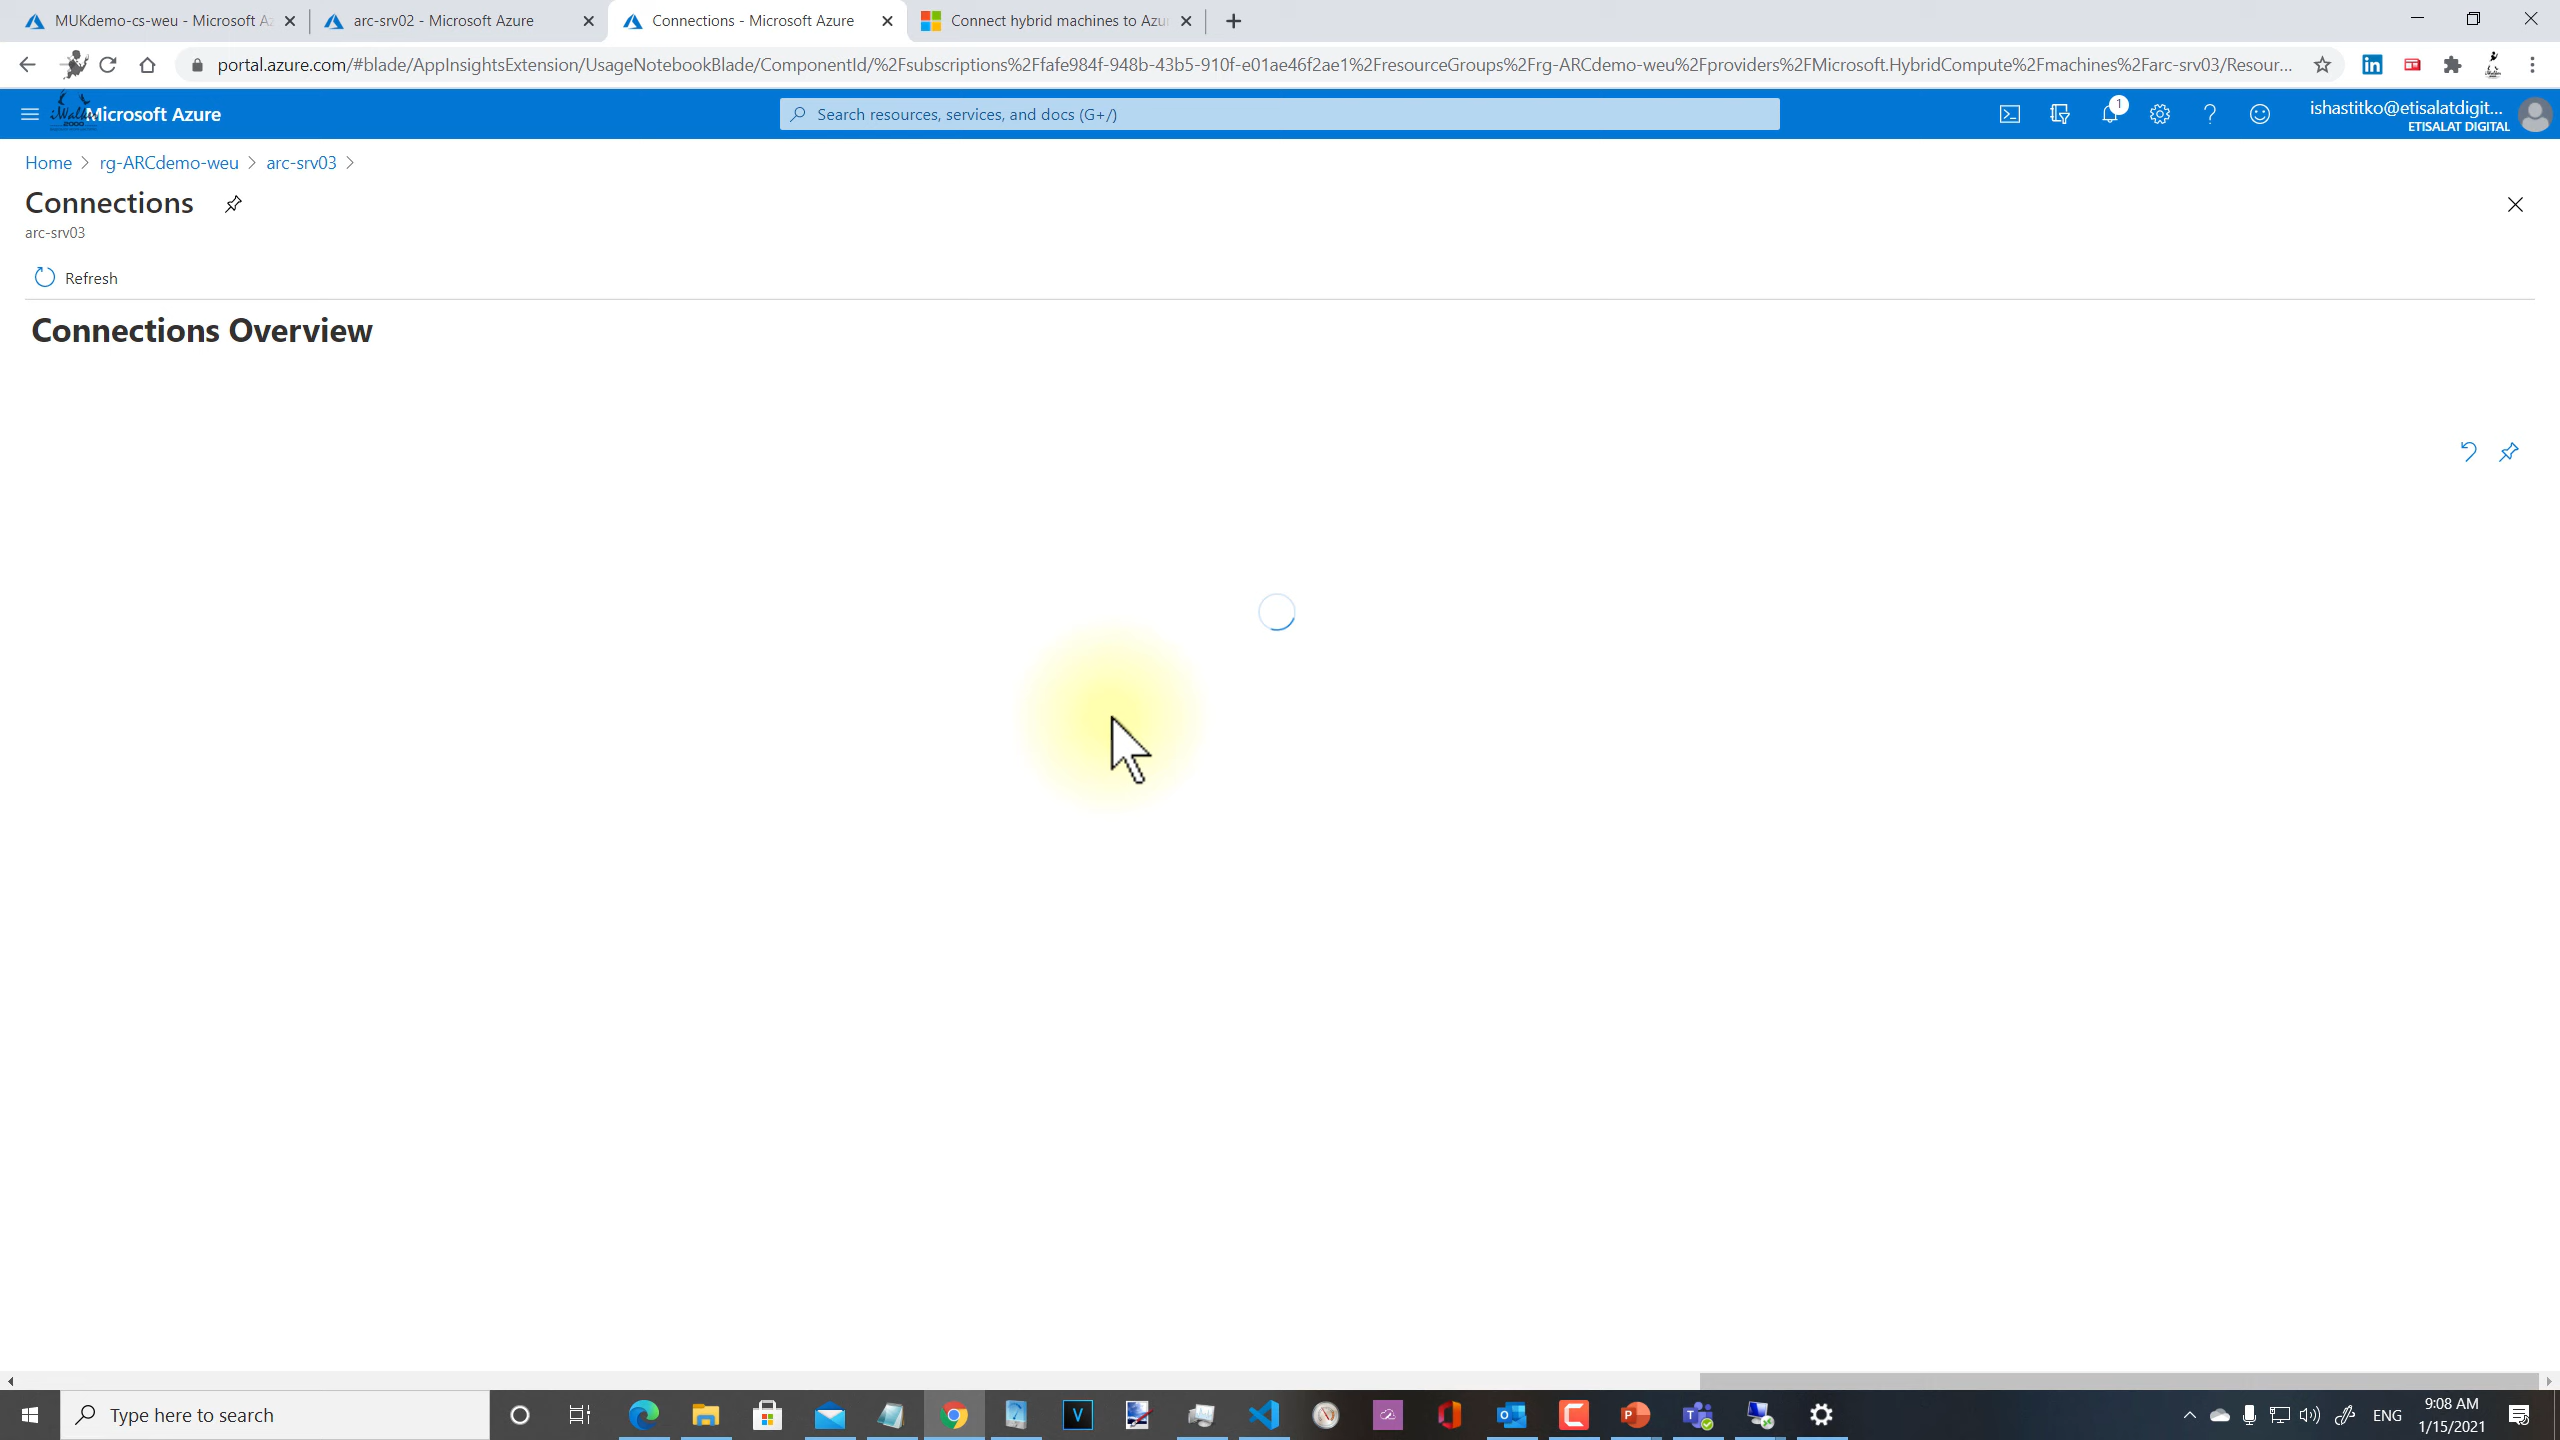 MUKdemo-cs-weu - Microsoft Az
arc-srv02 - Microsoft Azure
Connections - Microsoft Azure
Connect hybrid machines to Azu
portal.azure.com/#blade/AppInsightsExtension/UsageNotebookBlade/ComponentId/%2Fsubscriptions%2Ffafe984f-948b-43b5-910f-e01ae46f2ae1%2FresourceGroups%2Frg-ARCdemo-weu%2Fproviders%2FMicrosoft.HybridCompute%2Fmachines%2Farc-srv03/Resour...
Microsoft Azure
Search resources, services, and docs (G+/)
1
ishastitko@etisalatdigit...
ETISALAT DIGITAL
Home > rg-ARCdemo-weu > arc-srv03 >
Connections
arc-srv03
Refresh
Connections Overview
Type here to search
ENG
9:08 AM
1/15/2021